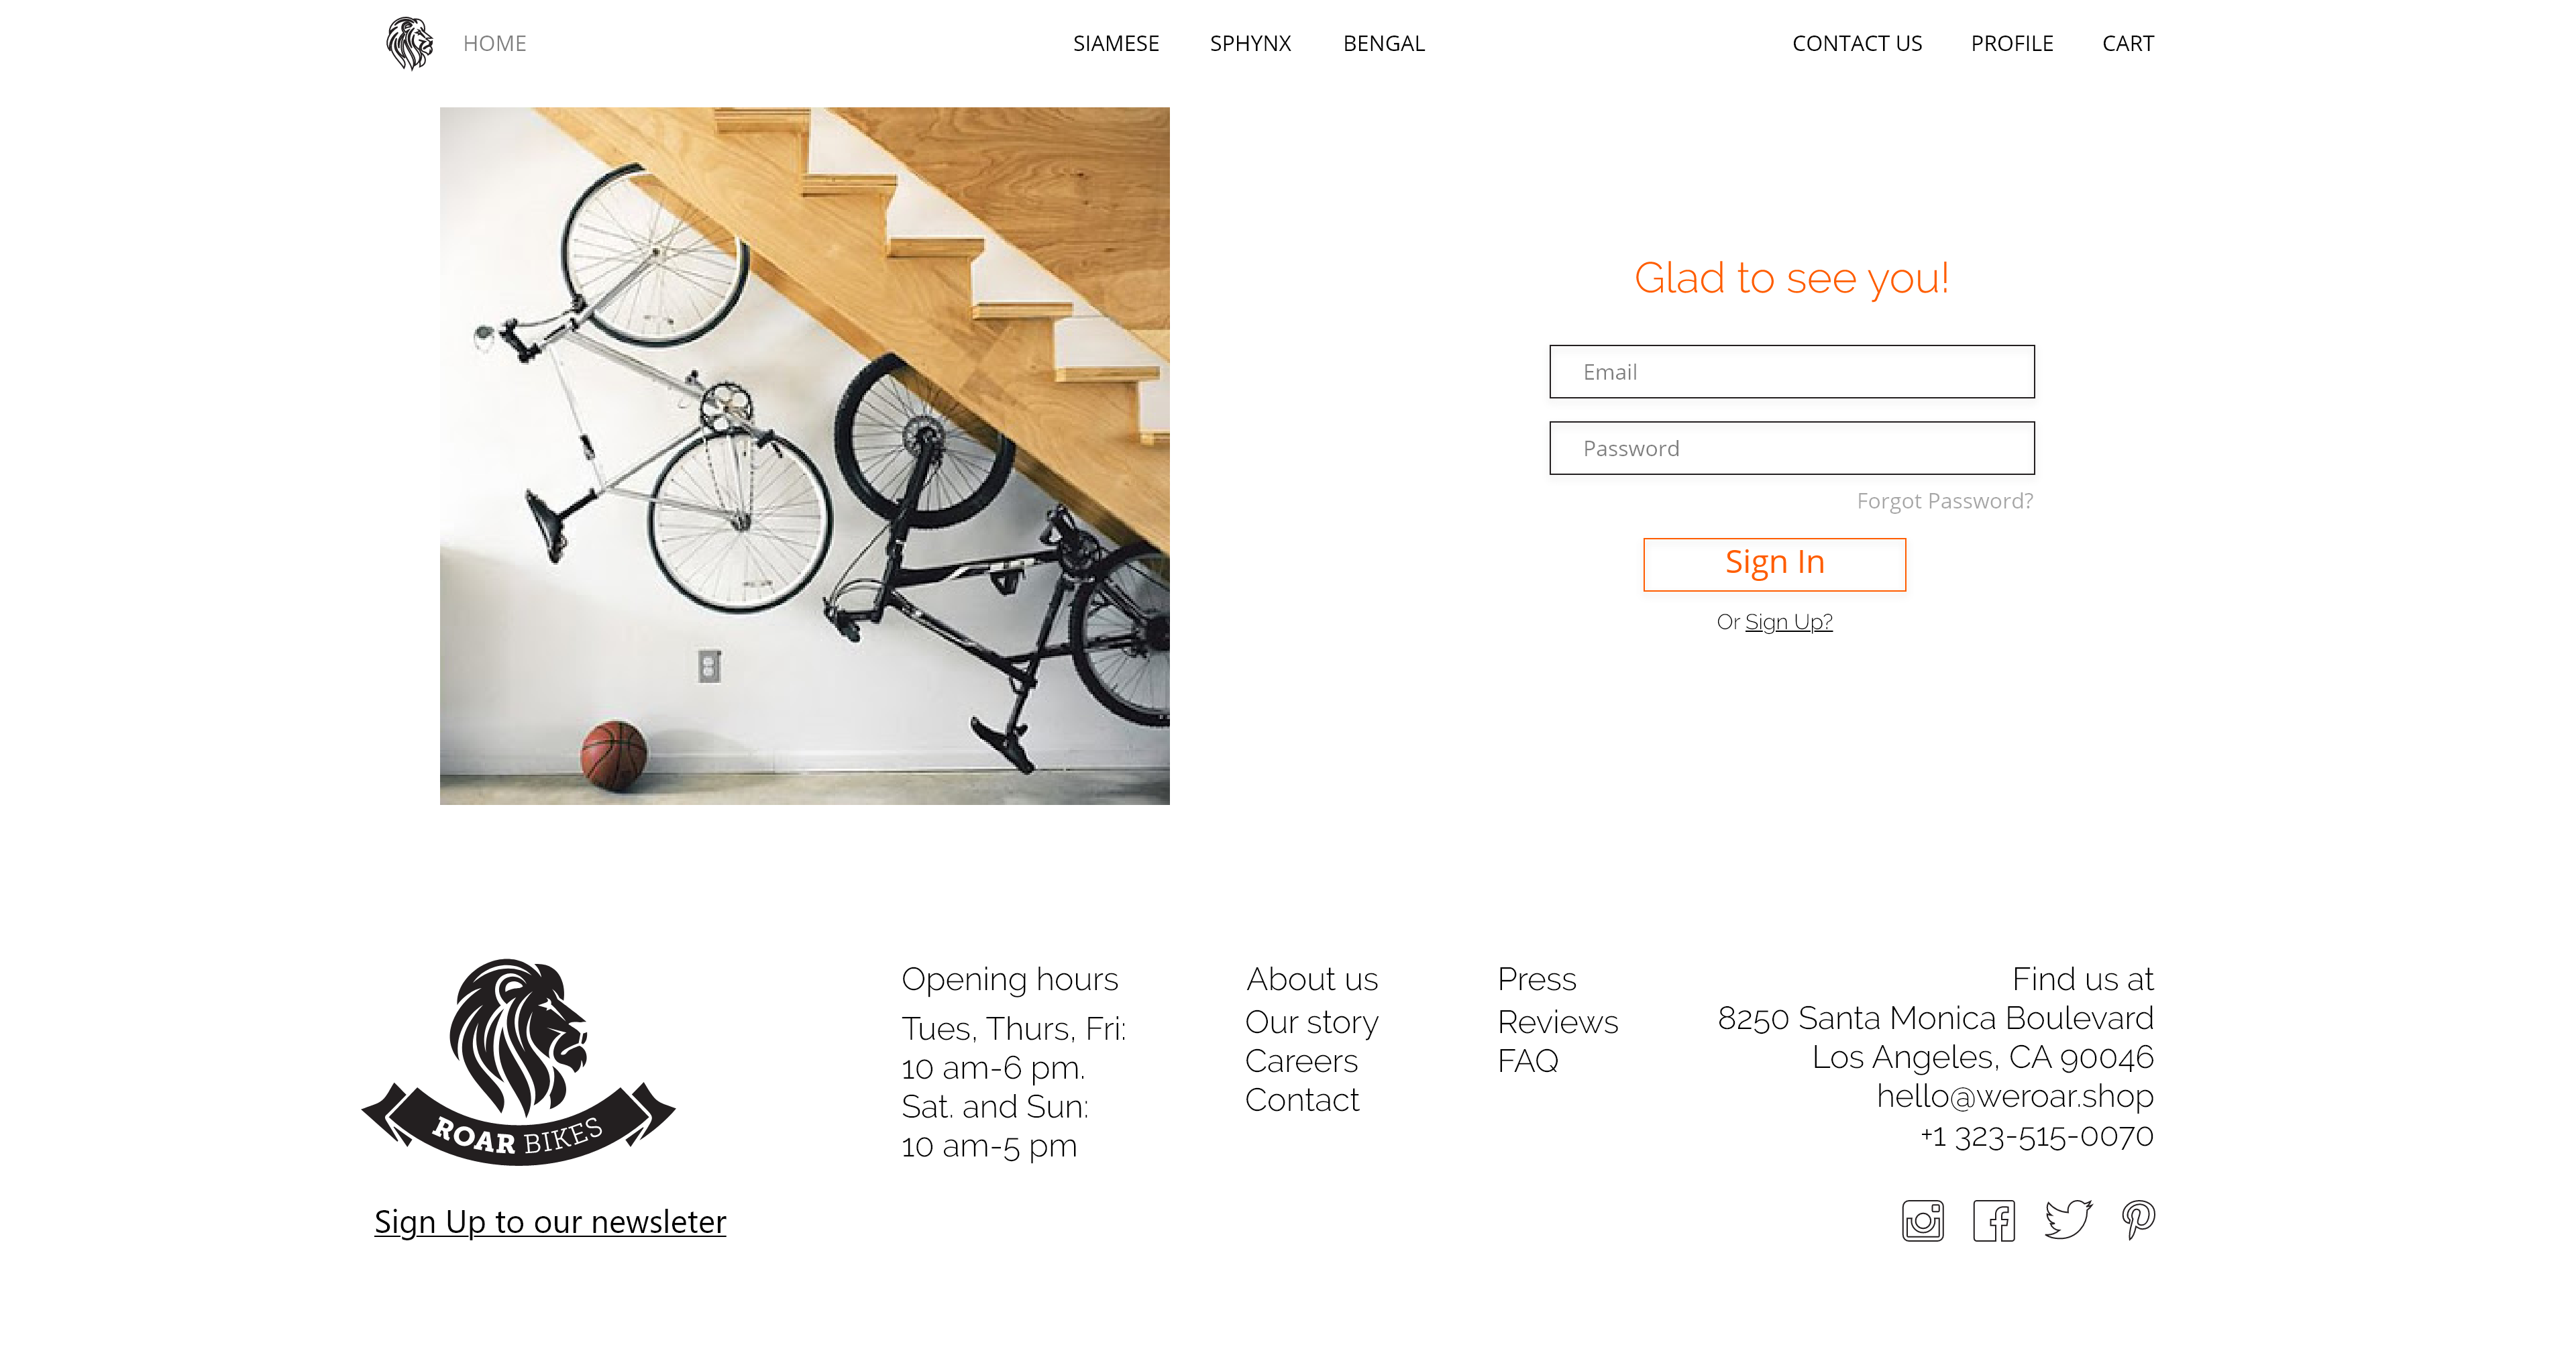 HOME
SIAMESE
SPHYNX
BENGAL
CONTACT US
PROFILE
CART
Glad to see you!
Email
Password
Forgot Password?
Sign In
Or Sign Up?
ROAR BIKES
Sign Up to our newsleter
Opening hours
Tues, Thurs, Fri:
10 am-6 pm.
Sat. and Sun:
10 am-5 pm
About us
Our story
Careers
Contact
Press
Reviews
FAQ
Find us at
8250 Santa Monica Boulevard
Los Angeles, CA 90046
hello@weroar.shop
+1 323-515-0070